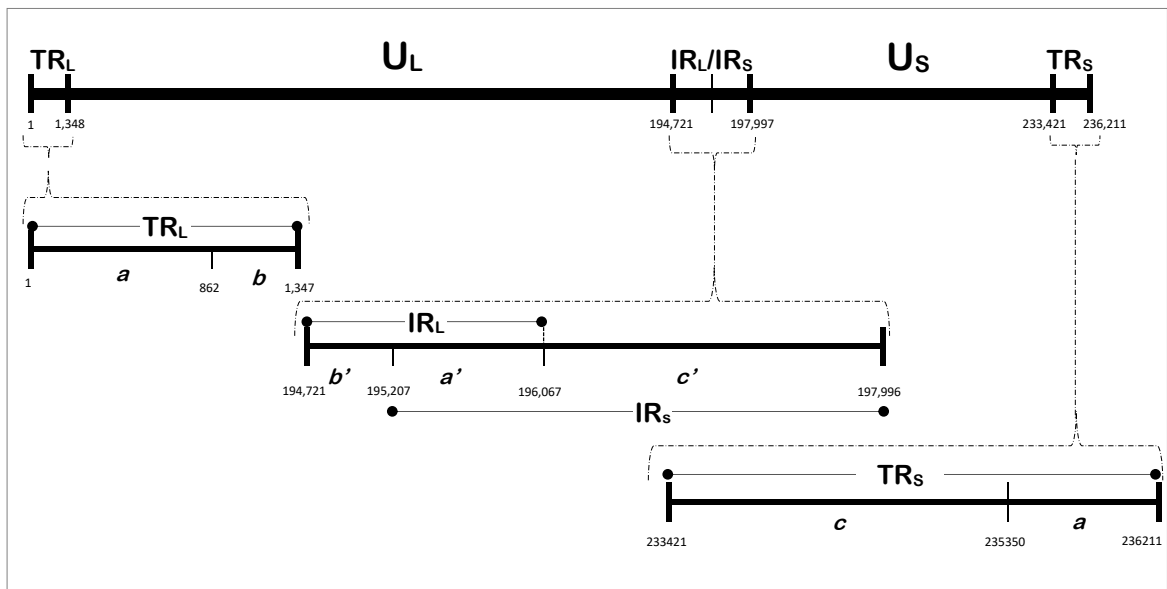 TRL UL IRL/IRS US TRS
1 1,348 194,721 197,997 233,421 236,211
TRL
a b
1 862 1,347
IRL
b' a' c'
194,721 195,207 196,067 197,996
IRS
TRS
c a
233421 235350 236211